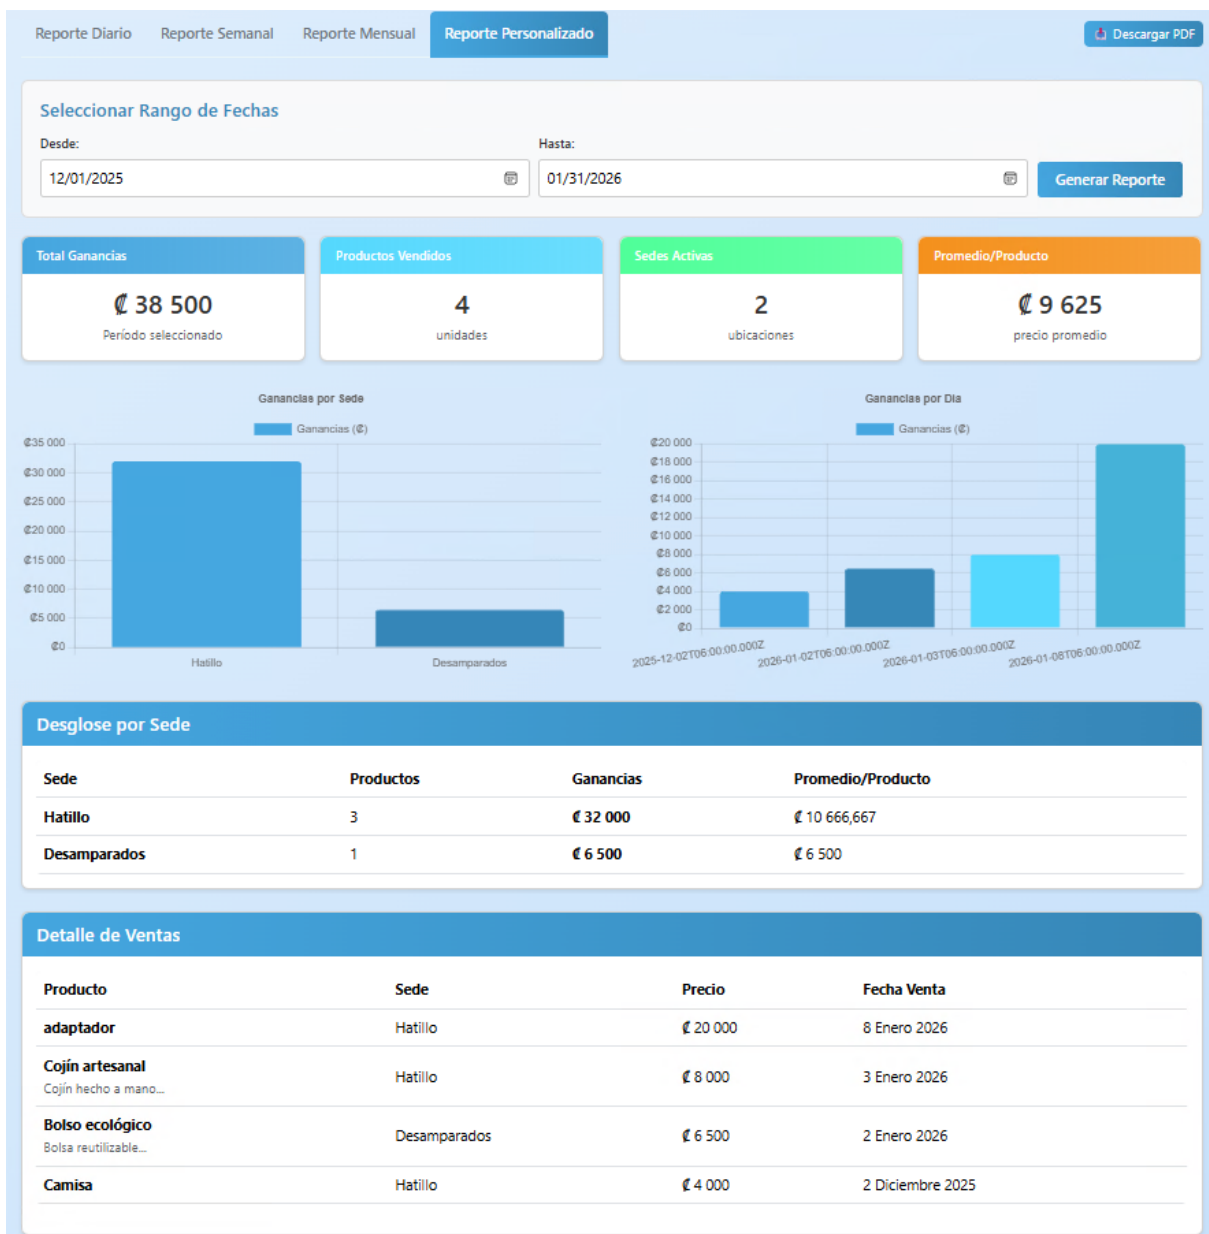 Reporte Diario Reporte Semanal Reporte Mensual Reporte Personalizado Descargar PDF
Seleccionar Rango de Fechas
Desde: Hasta:
12/01/2025 01/31/2026 Generar Reporte
Total Ganancias Productos Vendidos Sedes Activas Promedio/Producto
₡ 38 500 4 2 ₡ 9 625
Período seleccionado unidades ubicaciones precio promedio
Ganancias por Sede
Ganancias (₡)
₡35 000
₡30 000
₡25 000
₡20 000
₡15 000
₡10 000
₡5 000
₡0
Hatillo Desamparados
Ganancias por Día
Ganancias (₡)
₡20 000
₡18 000
₡16 000
₡14 000
₡12 000
₡10 000
₡8 000
₡6 000
₡4 000
₡2 000
₡0
2025-12-02T06:00:00.000Z 2026-01-02T06:00:00.000Z 2026-01-03T06:00:00.000Z 2026-01-08T06:00:00.000Z
Desglose por Sede
Sede Productos Ganancias Promedio/Producto
Hatillo 3 ₡ 32 000 ₡ 10 666,667
Desamparados 1 ₡ 6 500 ₡ 6 500
Detalle de Ventas
Producto Sede Precio Fecha Venta
adaptador Hatillo ₡ 20 000 8 Enero 2026
Cojín artesanal
Cojín hecho a mano... Hatillo ₡ 8 000 3 Enero 2026
Bolso ecológico
Bolsa reutilizable... Desamparados ₡ 6 500 2 Enero 2026
Camisa Hatillo ₡ 4 000 2 Diciembre 2025